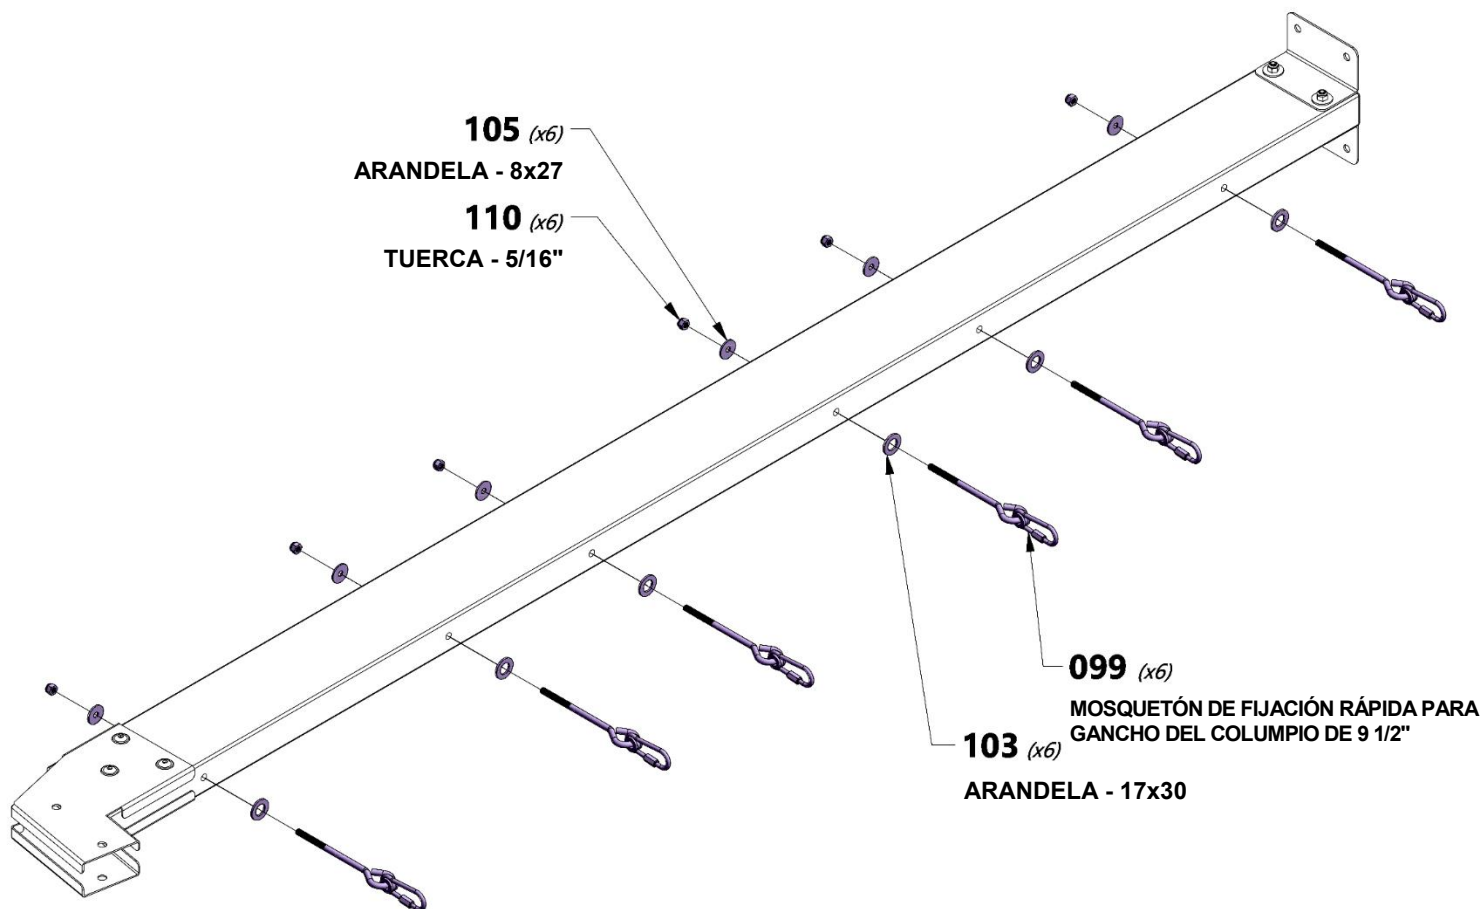 105 (x6)
ARANDELA - 8x27
110 (x6)
TUERCA - 5/16"
099 (x6)
MOSQUETÓN DE FIJACIÓN RÁPIDA PARA
GANCHO DEL COLUMPIO DE 9 1/2"
103 (x6)
ARANDELA - 17x30